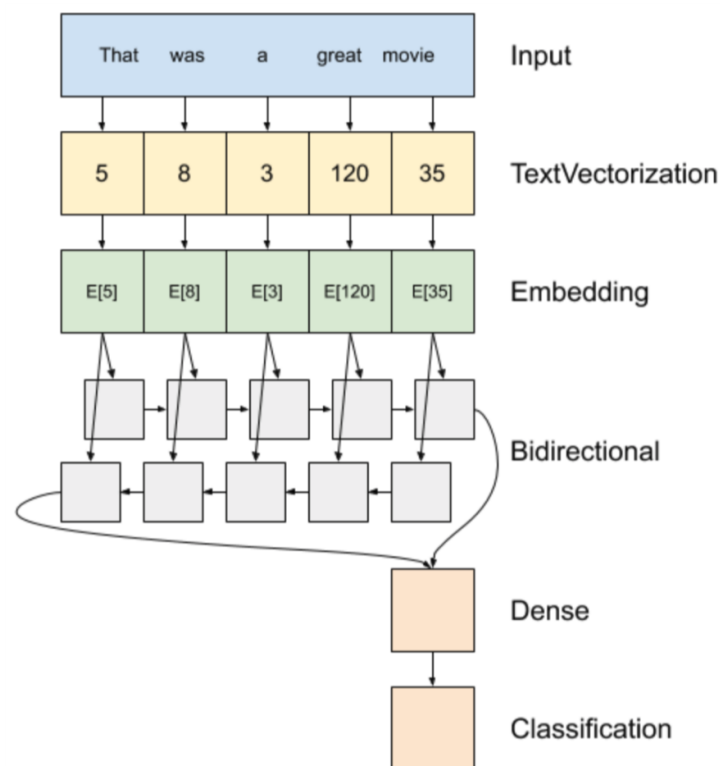 That was a great movie Input
5 8 3 120 35 TextVectorization
E[5] E[8] E[3] E[120] E[35] Embedding
Bidirectional
Dense
Classification